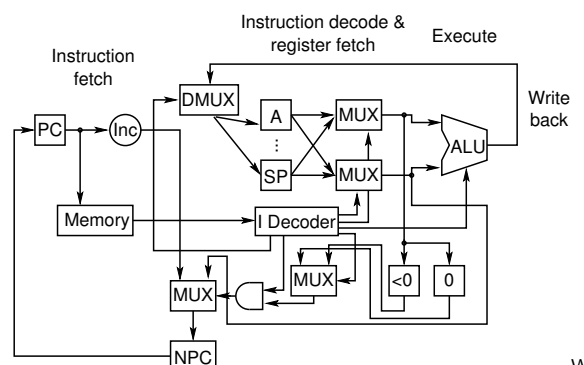 Instruction decode &
register fetch
Execute
Instruction
fetch
Write
back
DMUX
A
MUX
PC
Inc
⋮
ALU
SP
MUX
Memory
I Decoder
MUX
<0
0
MUX
NPC
W